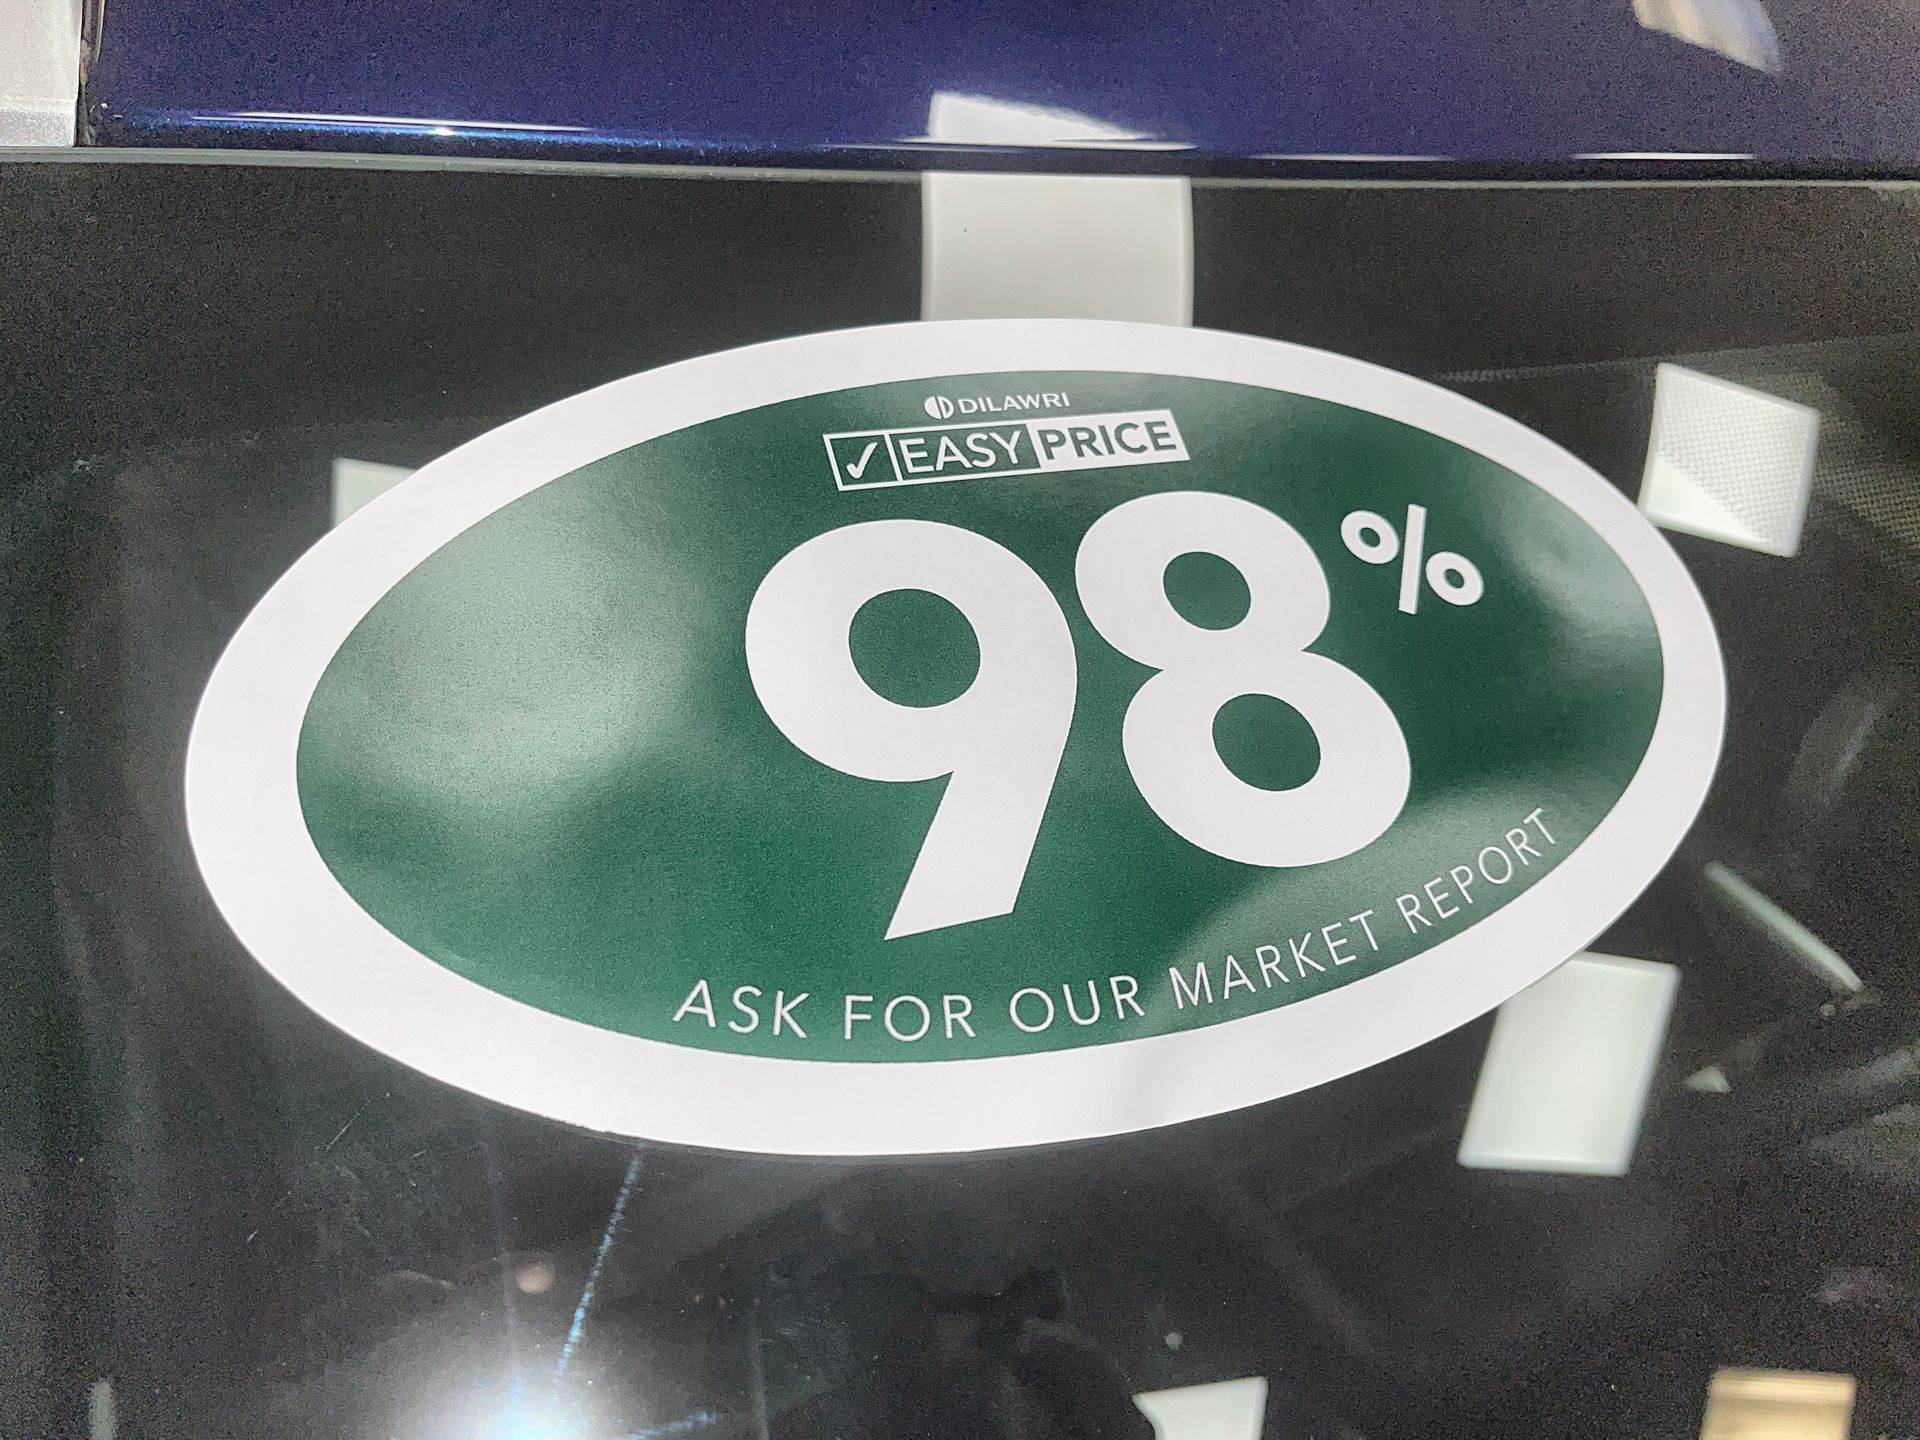 DILAWRI
✓ EASY PRICE
98%
ASK FOR OUR MARKET REPORT